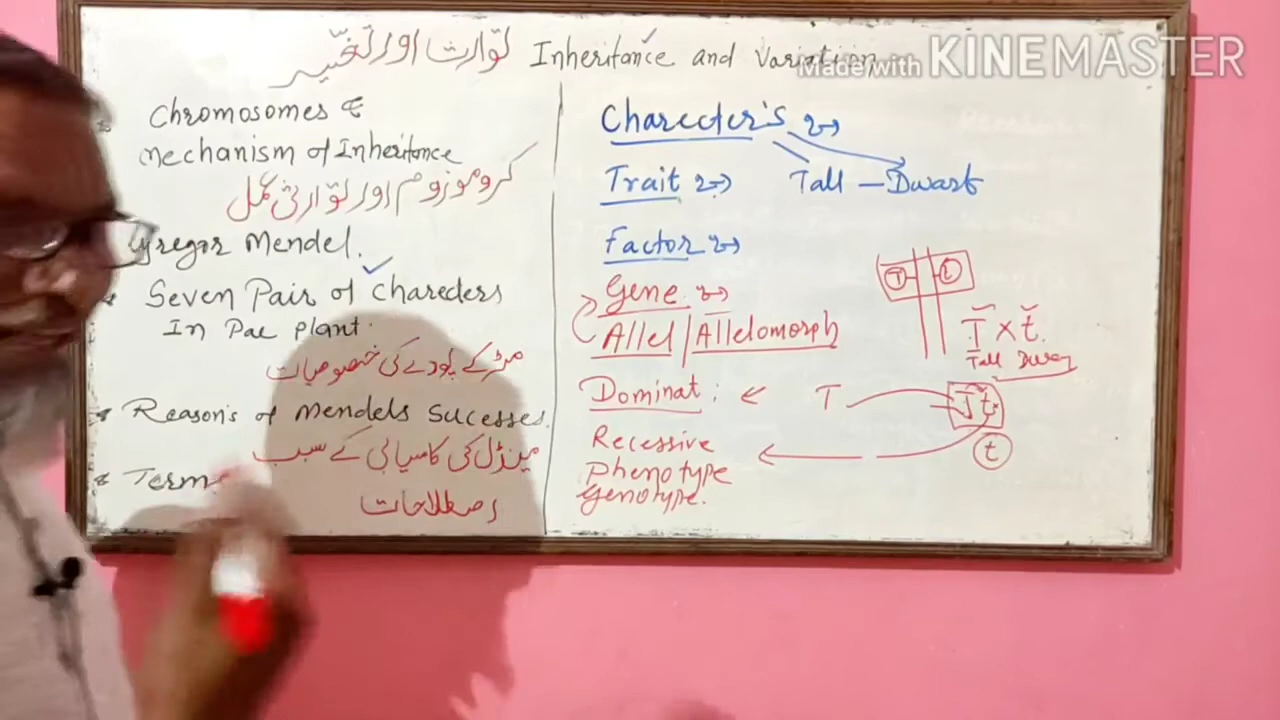 توارث اور تغیر Inheritance and Variation
Made with KINEMASTER
Chromosomes &
Mechanism of Inheritance
کروموزوم اور توارثی عمل
Gregor Mendel.
Seven Pair of Charecters
In Pae plant.
مٹر کے پودے کی خصوصیات
Reason's of Mendels Sucesses.
مینڈل کی کامیابی کے سبب
Terms
اصطلاحات
Charecter's
Trait Tall — Dwarf
Factor
Gene
T t
Allel / Allelomorph
T x t
Tall Dwarf
Dominat : T Tt
Recessive t
Phenotype
Genotype.